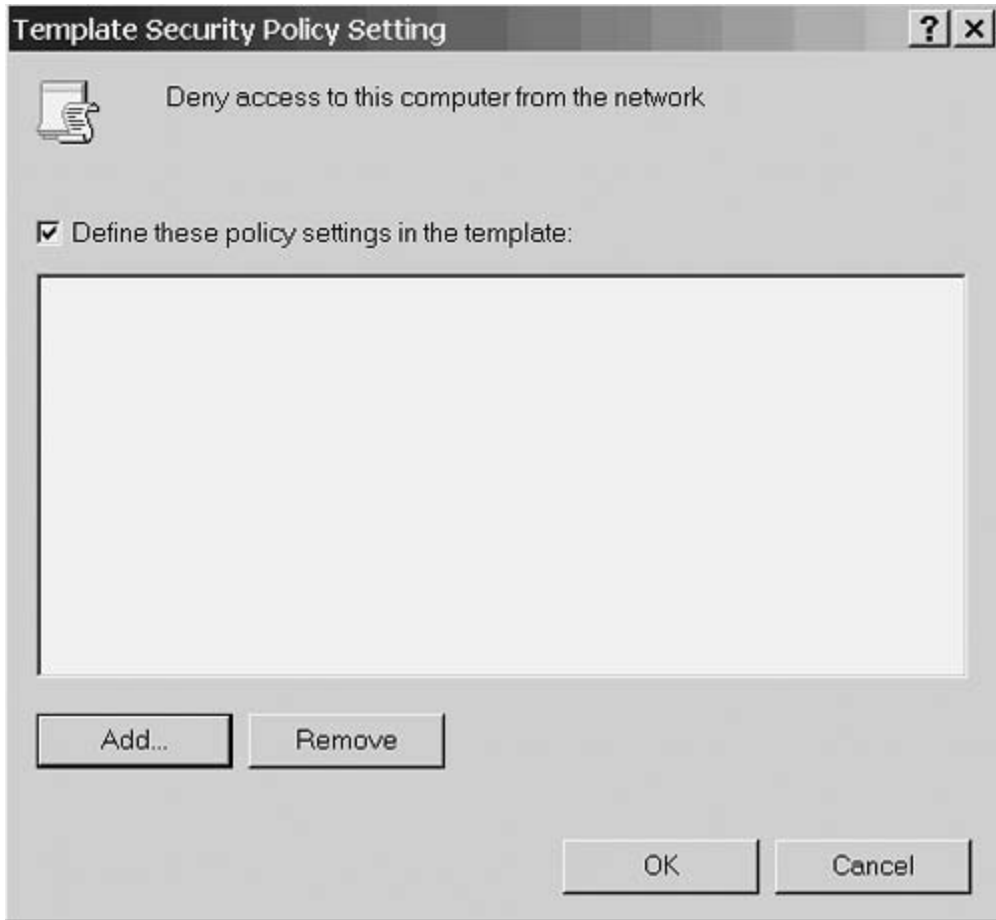 Template Security Policy Setting
Deny access to this computer from the network
Define these policy settings in the template:
Add...
Remove
OK
Cancel